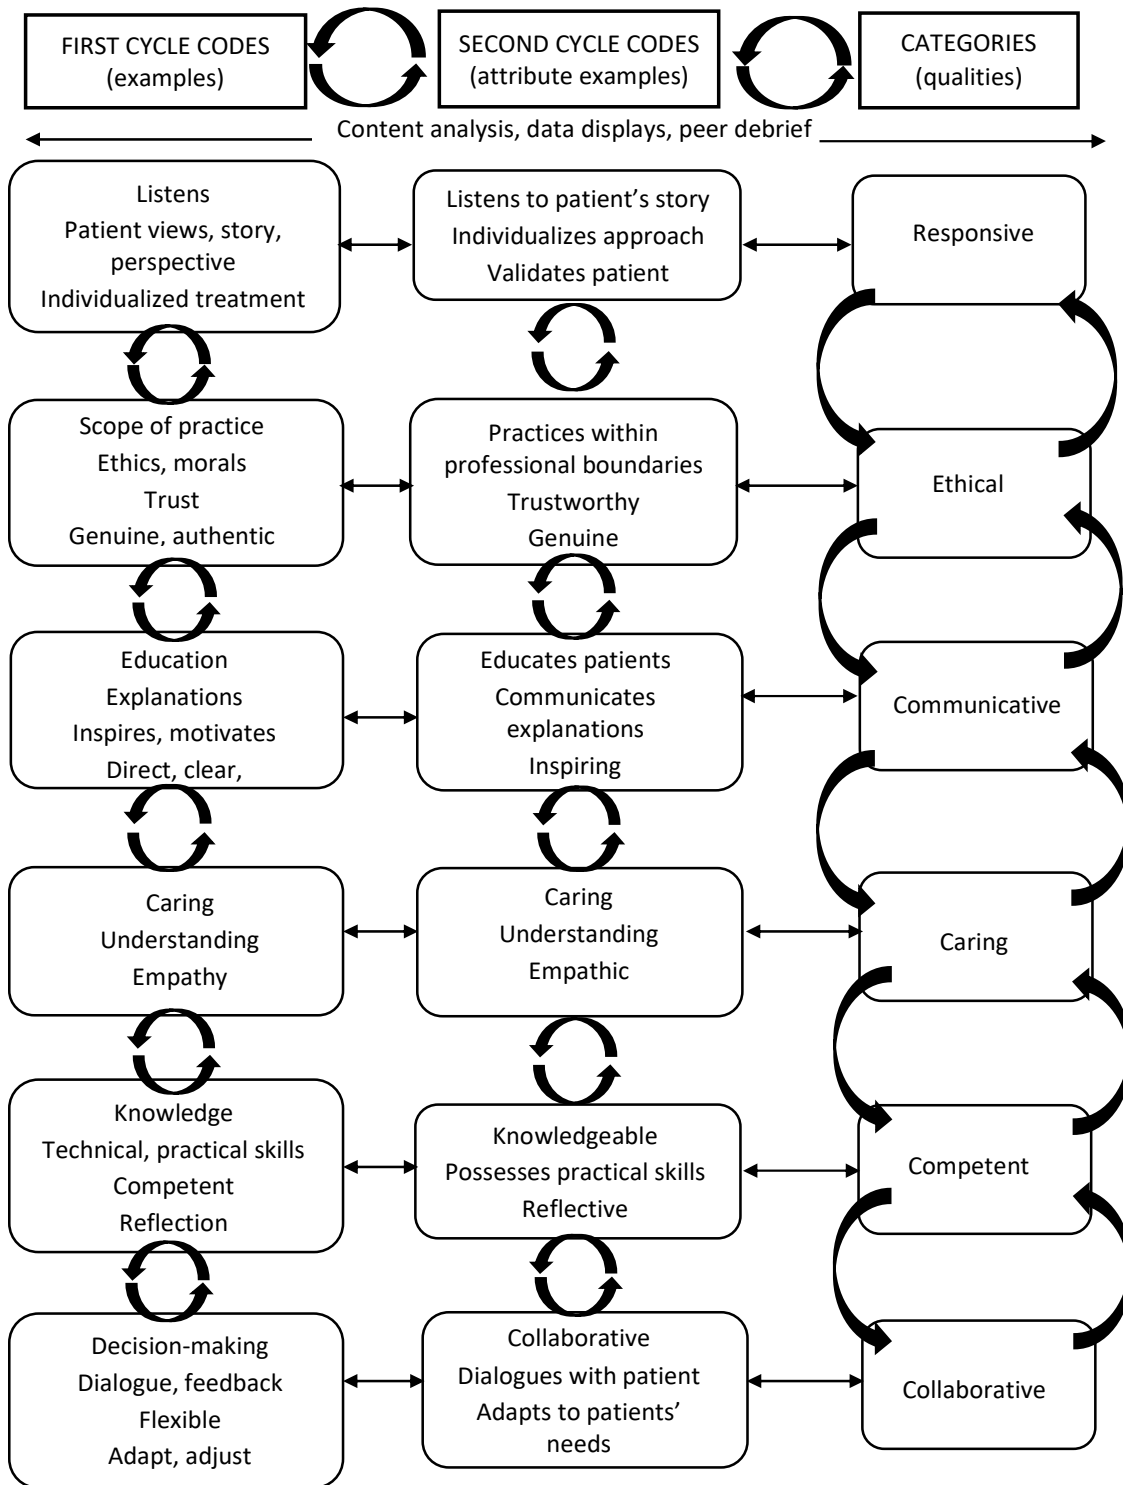 FIRST CYCLE CODES
(examples)
SECOND CYCLE CODES
(attribute examples)
CATEGORIES
(qualities)
Content analysis, data displays, peer debrief
Listens
Patient views, story,
perspective
Individualized treatment
Listens to patient’s story
Individualizes approach
Validates patient
Responsive
Scope of practice
Ethics, morals
Trust
Genuine, authentic
Practices within
professional boundaries
Trustworthy
Genuine
Ethical
Education
Explanations
Inspires, motivates
Direct, clear,
Educates patients
Communicates
explanations
Inspiring
Communicative
Caring
Understanding
Empathy
Caring
Understanding
Empathic
Caring
Knowledge
Technical, practical skills
Competent
Reflection
Knowledgeable
Possesses practical skills
Reflective
Competent
Decision-making
Dialogue, feedback
Flexible
Adapt, adjust
Collaborative
Dialogues with patient
Adapts to patients’
needs
Collaborative